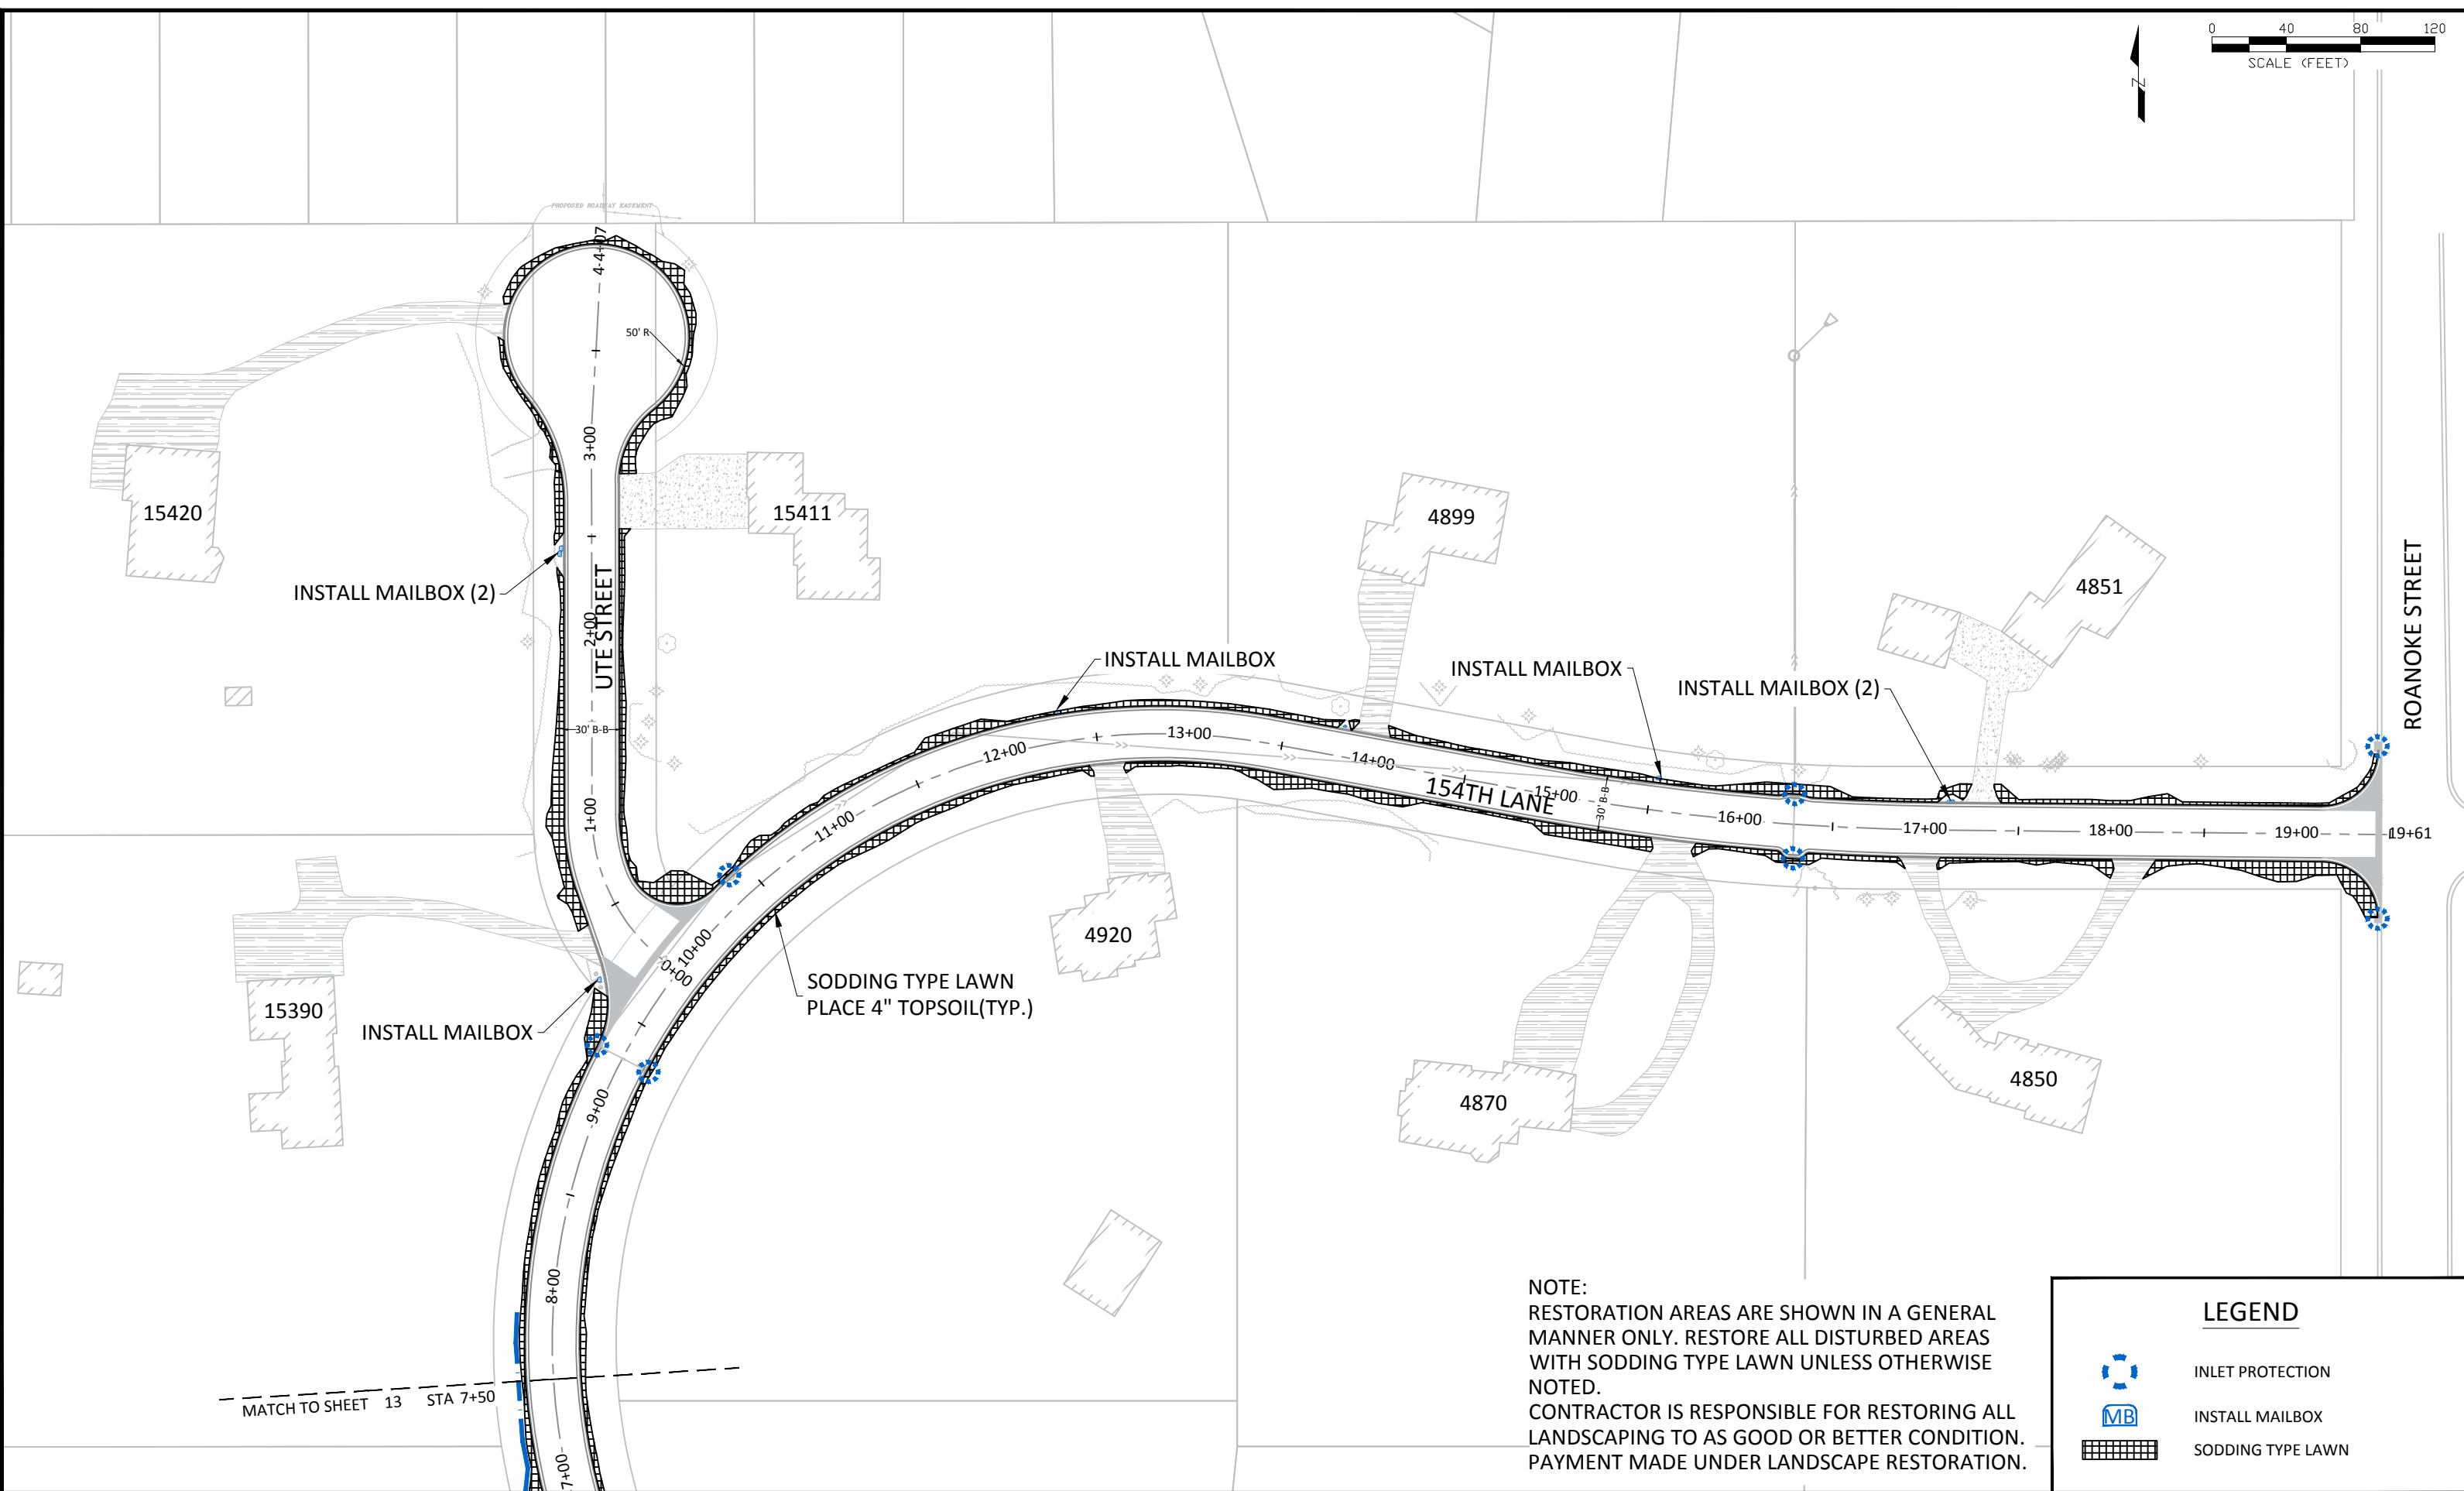 0 40 80 120
SCALE (FEET)
N
PROPOSED ROADWAY EASEMENT
50' R
3+00
15420
15411
INSTALL MAILBOX (2)
2+00
UTE STREET
30' B-B
1+00
0+00
4899
4851
ROANOKE STREET
INSTALL MAILBOX
INSTALL MAILBOX
INSTALL MAILBOX (2)
7+00
8+00
9+00
10+00
11+00
12+00
13+00
14+00
15+00
154TH LANE
30' B-B
16+00
17+00
18+00
19+00
19+61
4920
SODDING TYPE LAWN
PLACE 4" TOPSOIL(TYP.)
15390
INSTALL MAILBOX
4870
4850
MATCH TO SHEET 13 STA 7+50
NOTE:
RESTORATION AREAS ARE SHOWN IN A GENERAL
MANNER ONLY. RESTORE ALL DISTURBED AREAS
WITH SODDING TYPE LAWN UNLESS OTHERWISE
NOTED.
CONTRACTOR IS RESPONSIBLE FOR RESTORING ALL
LANDSCAPING TO AS GOOD OR BETTER CONDITION.
PAYMENT MADE UNDER LANDSCAPE RESTORATION.
LEGEND
INLET PROTECTION
MB INSTALL MAILBOX
SODDING TYPE LAWN